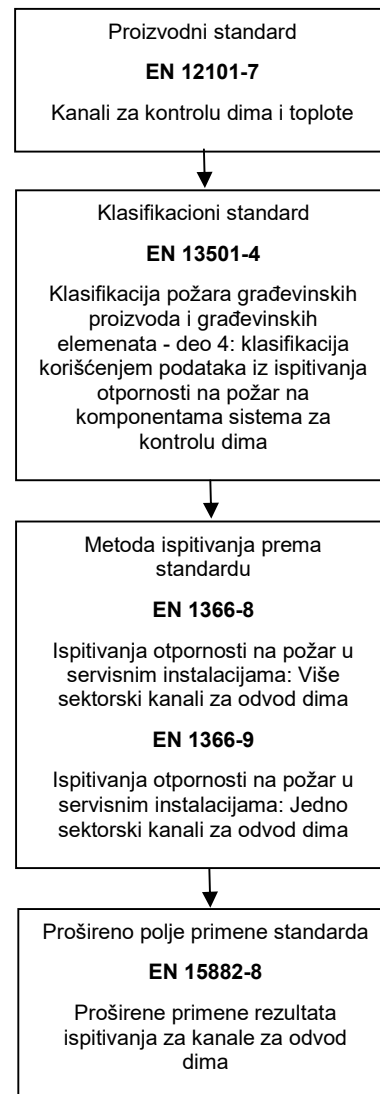 Proizvodni standard
EN 12101-7
Kanali za kontrolu dima i toplote
Klasifikacioni standard
EN 13501-4
Klasifikacija požara građevinskih
proizvoda i građevinskih
elemenata - deo 4: klasifikacija
korišćenjem podataka iz ispitivanja
otpornosti na požar na
komponentama sistema za
kontrolu dima
Metoda ispitivanja prema
standardu
EN 1366-8
Ispitivanja otpornosti na požar u
servisnim instalacijama: Više
sektorski kanali za odvod dima
EN 1366-9
Ispitivanja otpornosti na požar u
servisnim instalacijama: Jedno
sektorski kanali za odvod dima
Prošireno polje primene standarda
EN 15882-8
Proširene primene rezultata
ispitivanja za kanale za odvod
dima